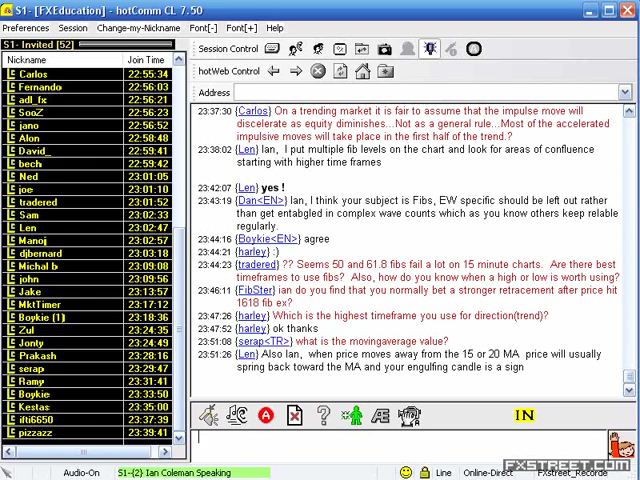 S1- [FXEducation] - hotComm CL 7.50
Preferences Session Change-my-Nickname Font[-] Font[+] Help
S1- Invited [52]
Nickname Join Time
Carlos 22:55:34
Fernando 22:56:03
adl_fx 22:56:21
SooZ 22:56:23
jano 22:56:52
Alon 22:58:48
David_ 22:59:41
bech 22:59:42
Ned 23:01:05
joe 23:01:10
tradered 23:01:52
Sam 23:02:33
Len 23:02:47
Manoj 23:02:57
djbernard 23:03:18
Michal b 23:09:08
john 23:09:56
Jake 23:13:57
MktTimer 23:17:12
Boykie (1) 23:18:36
Zul 23:24:35
Jonty 23:24:49
Prakash 23:28:16
serap 23:29:47
Ramy 23:31:41
Boykie 23:33:50
Kestas 23:35:00
ifti6650 23:37:39
pizzazz 23:39:41
Session Control
hotWeb Control
Address
23:37:30 {Carlos} On a trending market it is fair to assume that the impulse move will
discelerate as equity diminishes...Not as a general rule...Most of the accelerated
impulsive moves will take place in the first half of the trend.?
23:38:02 {Len} Ian, I put multiple fib levels on the chart and look for areas of confluence
starting with higher time frames
23:42:07 {Len} yes !
23:43:19 {Dan<EN>} Ian, I think your subject is Fibs, EW specific should be left out rather
than get entabgled in complex wave counts which as you know others keep relable
regularly.
23:44:16 {Boykie<EN>} agree
23:44:21 {harley} :)
23:44:23 {tradered} ?? Seems 50 and 61.8 fibs fail a lot on 15 minute charts. Are there best
timeframes to use fibs? Also, how do you know when a high or low is worth using?
23:46:11 {FibSter} ian do you find that you normally bet a stronger retracement after price hit
1618 fib ex?
23:47:26 {harley} Which is the highest timeframe you use for direction(trend)?
23:47:52 {harley} ok thanks
23:51:08 {serap<TR>} what is the movingaverage value?
23:51:26 {Len} Also Ian, when price moves away from the 15 or 20 MA price will usually
spring back toward the MA and your engulfing candle is a sign
IN
Audio-On S1-{2} Ian Coleman Speaking Line Online-Direct FXstreet_Recorde
FXSTREET.COM